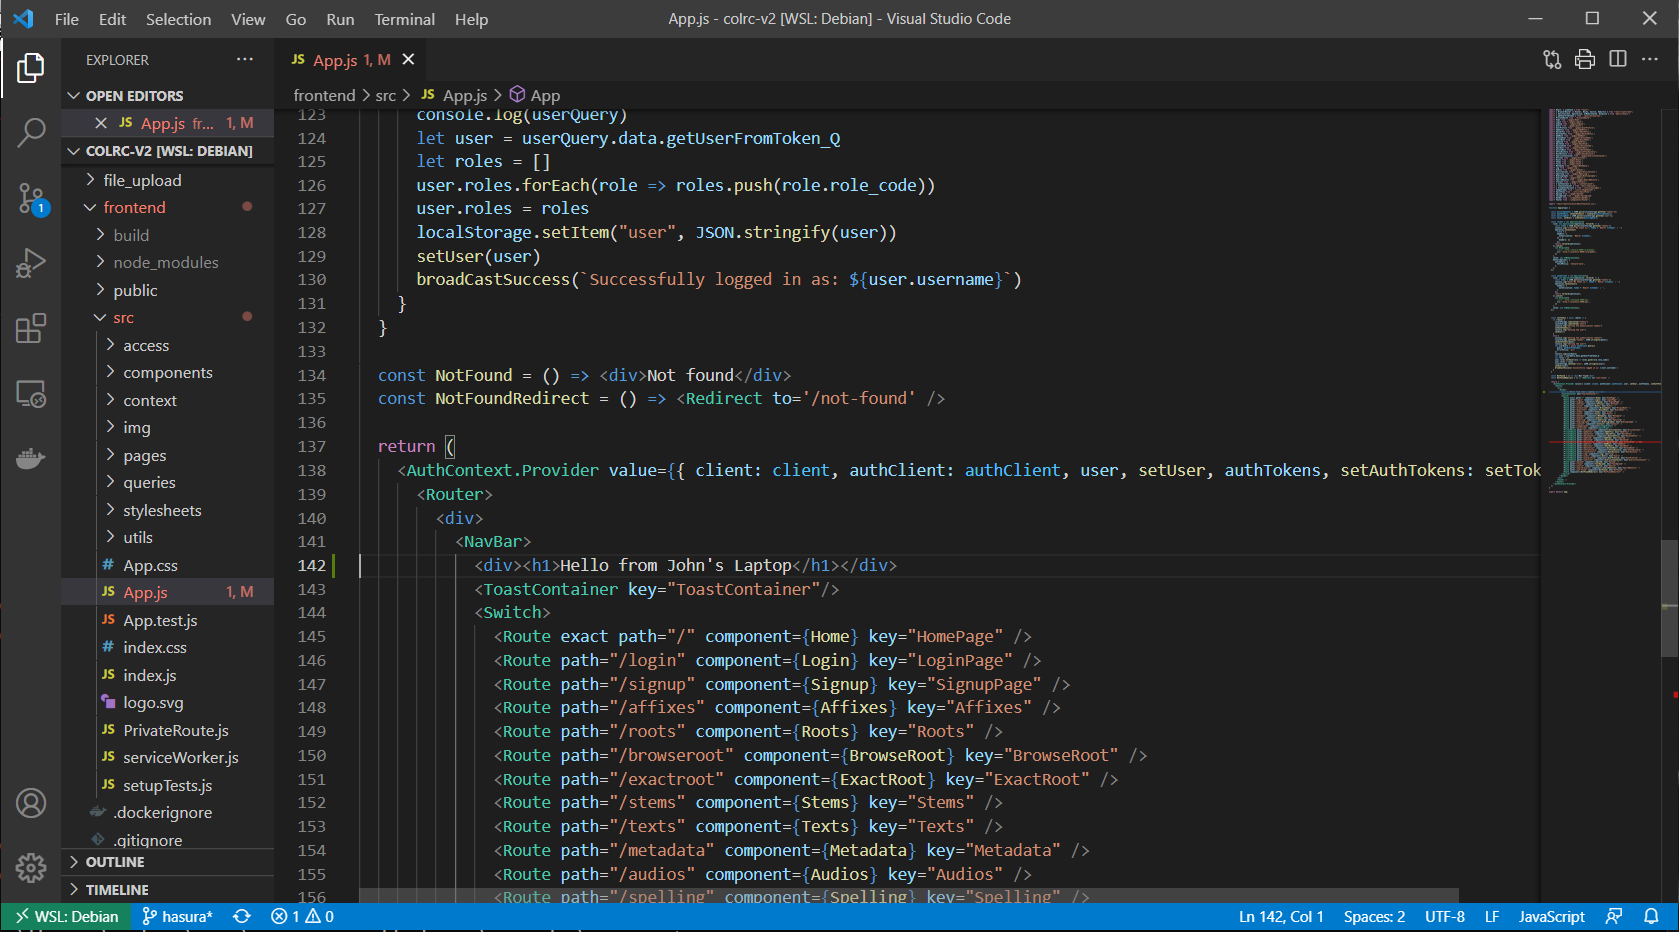 File Edit Selection View Go Run Terminal Help
App.js - colrc-v2 [WSL: Debian] - Visual Studio Code
EXPLORER
OPEN EDITORS
JS App.js fr... 1, M
COLRC-V2 [WSL: DEBIAN]
file_upload
frontend
build
node_modules
public
src
access
components
context
img
pages
queries
stylesheets
utils
# App.css
JS App.js 1, M
JS App.test.js
# index.css
JS index.js
logo.svg
JS PrivateRoute.js
JS serviceWorker.js
JS setupTests.js
.dockerignore
.gitignore
OUTLINE
TIMELINE
1
JS App.js 1, M
frontend > src > JS App.js > App
123 console.log(userQuery)
124 let user = userQuery.data.getUserFromToken_Q
125 let roles = []
126 user.roles.forEach(role => roles.push(role.role_code))
127 user.roles = roles
128 localStorage.setItem("user", JSON.stringify(user))
129 setUser(user)
130 broadCastSuccess(`Successfully logged in as: ${user.username}`)
131 }
132 }
133
134 const NotFound = () => <div>Not found</div>
135 const NotFoundRedirect = () => <Redirect to='/not-found' />
136
137 return (
138 <AuthContext.Provider value={{ client: client, authClient: authClient, user, setUser, authTokens, setAuthTokens: setTok
139 <Router>
140 <div>
141 <NavBar>
142 <div><h1>Hello from John's Laptop</h1></div>
143 <ToastContainer key="ToastContainer"/>
144 <Switch>
145 <Route exact path="/" component={Home} key="HomePage" />
146 <Route path="/login" component={Login} key="LoginPage" />
147 <Route path="/signup" component={Signup} key="SignupPage" />
148 <Route path="/affixes" component={Affixes} key="Affixes" />
149 <Route path="/roots" component={Roots} key="Roots" />
150 <Route path="/browseroot" component={BrowseRoot} key="BrowseRoot" />
151 <Route path="/exactroot" component={ExactRoot} key="ExactRoot" />
152 <Route path="/stems" component={Stems} key="Stems" />
153 <Route path="/texts" component={Texts} key="Texts" />
154 <Route path="/metadata" component={Metadata} key="Metadata" />
155 <Route path="/audios" component={Audios} key="Audios" />
156 <Route path="/spelling" component={Spelling} key="Spelling" />
WSL: Debian hasura* 1 0 Ln 142, Col 1 Spaces: 2 UTF-8 LF JavaScript